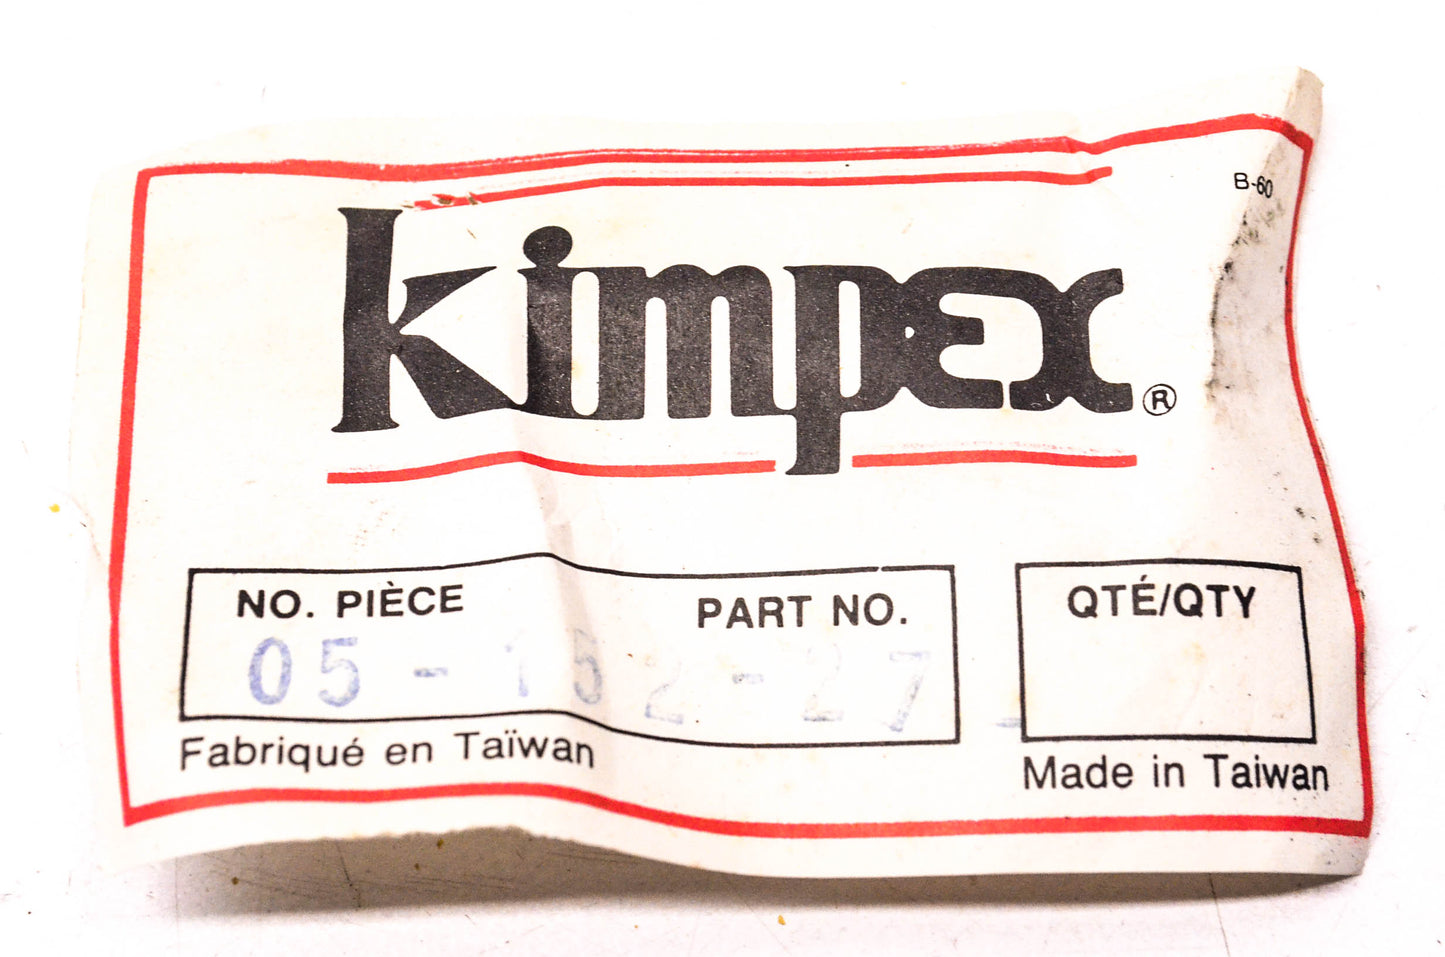 B-60
Kimpex®
NO. PIÈCE PART NO. QTÉ/QTY
05-152-27
Fabriqué en Taïwan Made in Taiwan